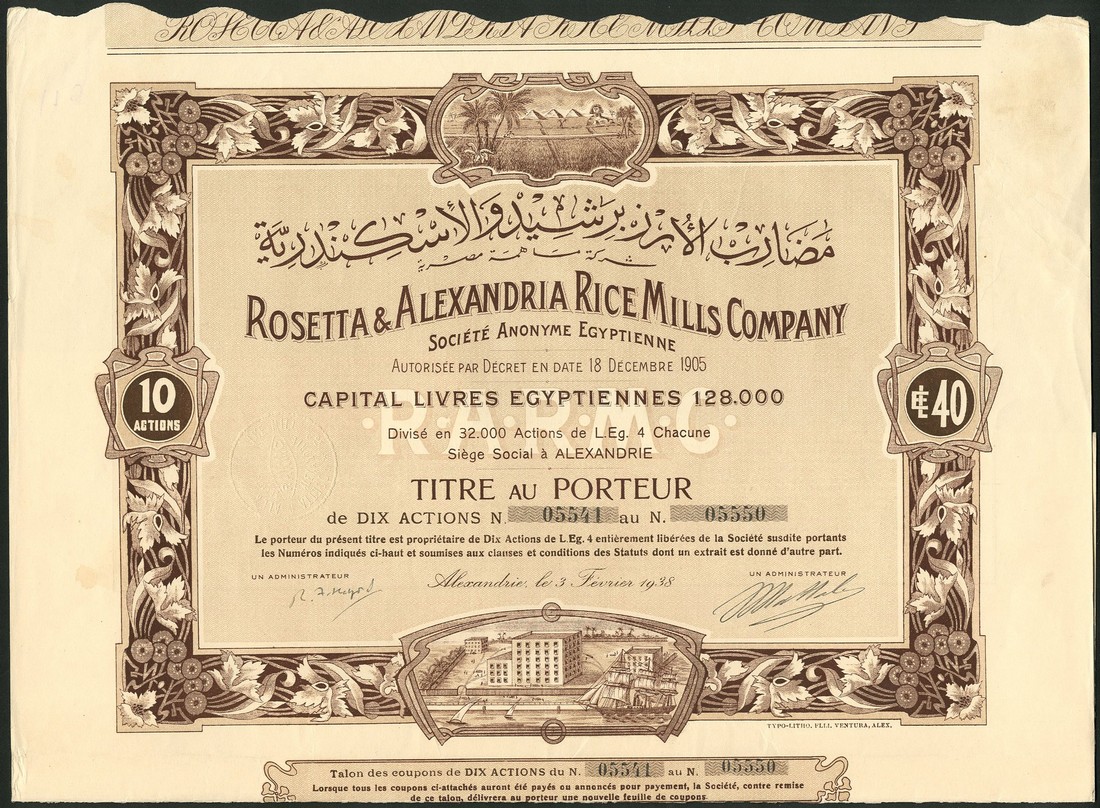 ROSETTA & ALEXANDRIA RICE MILLS COMPANY
مضارب الأرز برشيد والأسكندرية
شركة مساهمة مصرية
ROSETTA & ALEXANDRIA RICE MILLS COMPANY
SOCIÉTÉ ANONYME EGYPTIENNE
AUTORISÉE PAR DÉCRET EN DATE 18 DÉCEMBRE 1905
CAPITAL LIVRES EGYPTIENNES 128.000
R.A.R.M.C.
10
ACTIONS
£E 40
Divisé en 32.000 Actions de L.Eg. 4 Chacune
Siège Social à ALEXANDRIE
TITRE AU PORTEUR
de DIX ACTIONS N. 05541 au N. 05550
Le porteur du présent titre est propriétaire de Dix Actions de L.Eg. 4 entièrement libérées de la Société susdite portants
les Numéros indiqués ci-haut et soumises aux clauses et conditions des Statuts dont un extrait est donné d'autre part.
UN ADMINISTRATEUR
Alexandrie, le 3 Février 1938
UN ADMINISTRATEUR
TYPO-LITHO. FLLI. VENTURA, ALEX.
Talon des coupons de DIX ACTIONS du N. 05541 au N. 05550
Lorsque tous les coupons ci-attachés auront été payés ou annoncés pour payement, la Société, contre remise
de ce talon, délivrera au porteur une nouvelle feuille de coupons.